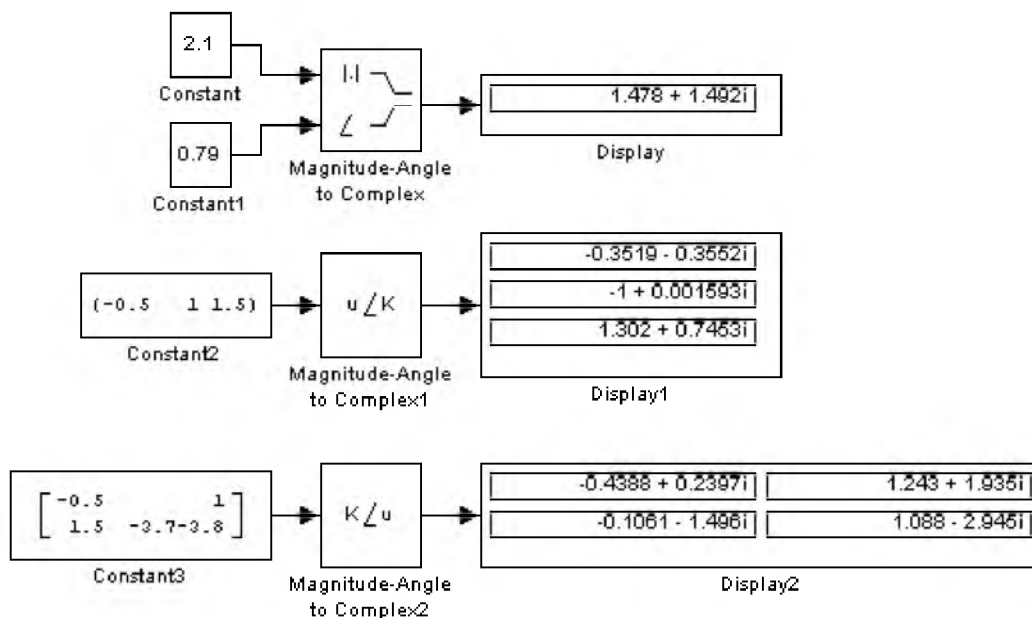 2.1
Constant
|.|
∠
Magnitude-Angle
to Complex
1.478 + 1.492i
Display
0.79
Constant1
(-0.5 1 1.5)
Constant2
u∠K
Magnitude-Angle
to Complex1
-0.3519 - 0.3552i
-1 + 0.001593i
1.302 + 0.7453i
Display1
-0.5 1
1.5 -3.7-3.8
Constant3
K∠u
Magnitude-Angle
to Complex2
-0.4388 + 0.2397i 1.243 + 1.935i
-0.1061 - 1.496i 1.088 - 2.945i
Display2